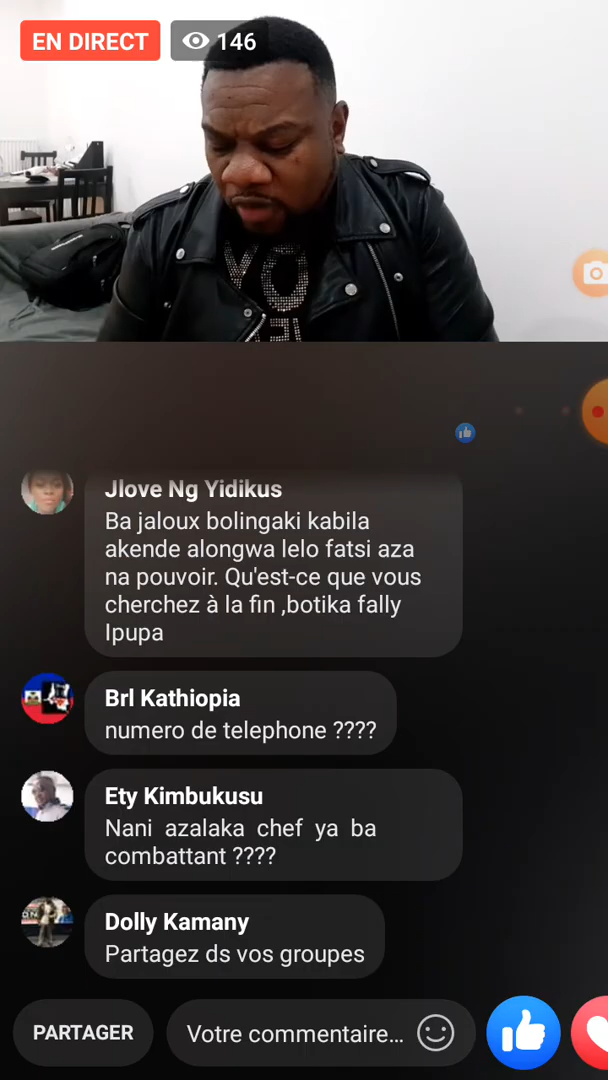 EN DIRECT
146
YO
Jlove Ng Yidikus
Ba jaloux bolingaki kabila
akende alongwa lelo fatsi aza
na pouvoir. Qu'est-ce que vous
cherchez à la fin ,botika fally
Ipupa
Brl Kathiopia
numero de telephone ????
Ety Kimbukusu
Nani azalaka chef ya ba
combattant ????
Dolly Kamany
Partagez ds vos groupes
PARTAGER
Votre commentaire...